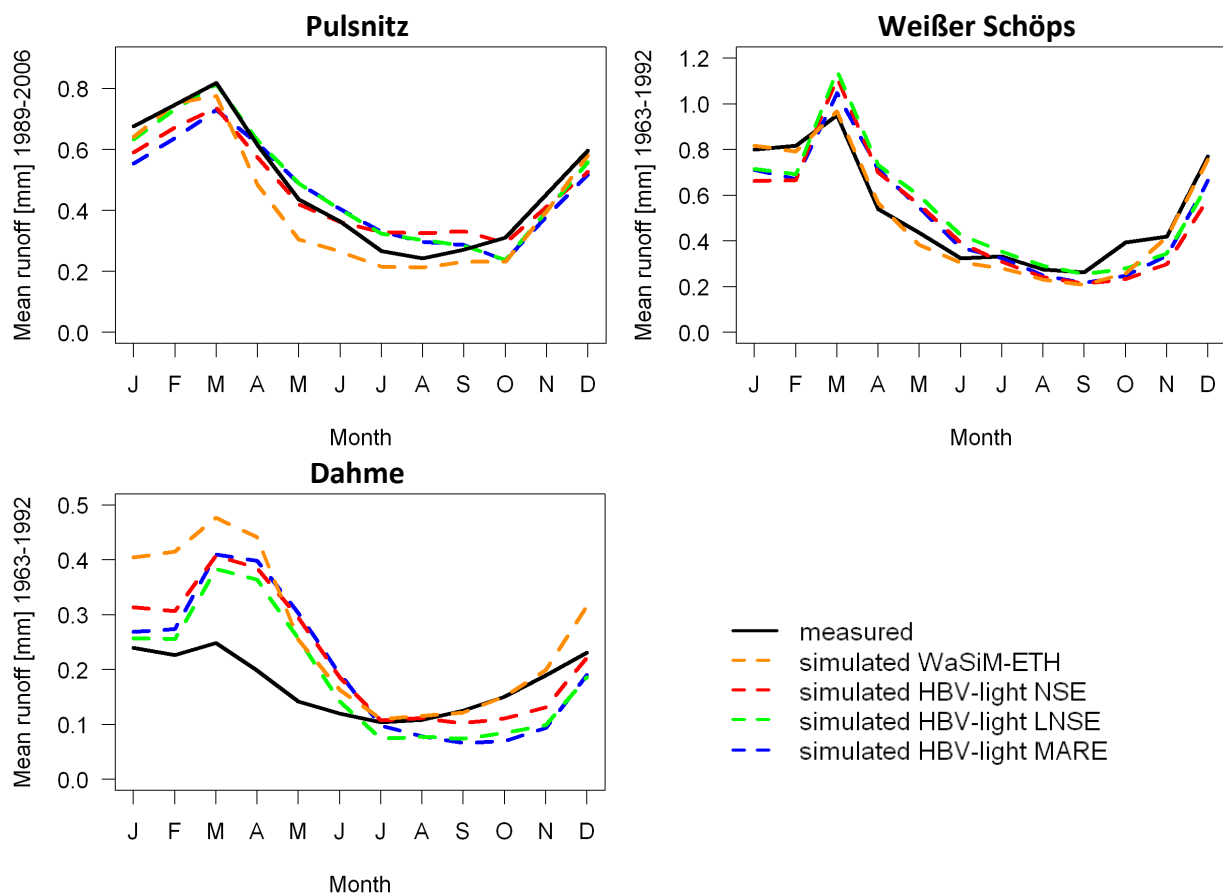 Pulsnitz
Mean runoff [mm] 1989-2006
0.8
0.6
0.4
0.2
0.0
J F M A M J J A S O N D
Month
Weißer Schöps
Mean runoff [mm] 1963-1992
1.2
1.0
0.8
0.6
0.4
0.2
0.0
J F M A M J J A S O N D
Month
Dahme
Mean runoff [mm] 1963-1992
0.5
0.4
0.3
0.2
0.1
0.0
J F M A M J J A S O N D
Month
measured
simulated WaSiM-ETH
simulated HBV-light NSE
simulated HBV-light LNSE
simulated HBV-light MARE